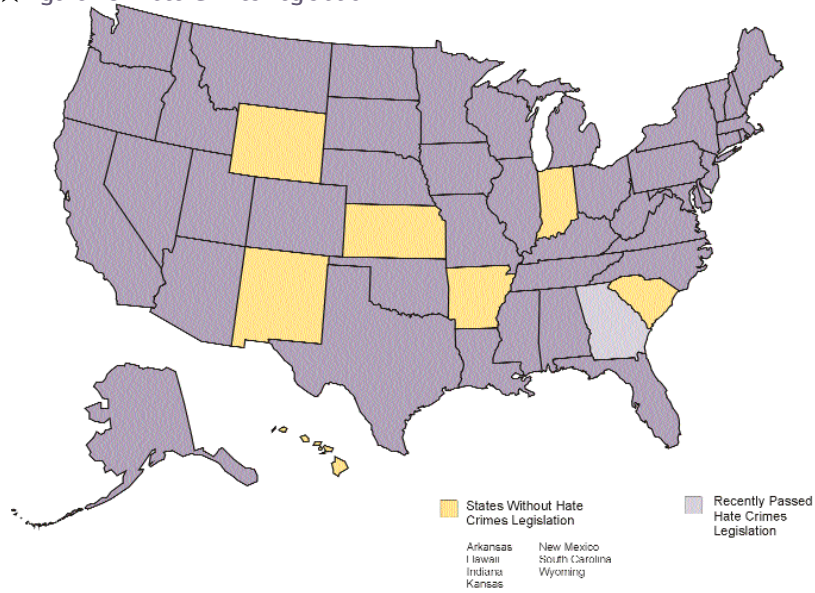 States Without Hate
Crimes Legislation
Arkansas
Hawaii
Indiana
Kansas
New Mexico
South Carolina
Wyoming
Recently Passed
Hate Crimes
Legislation